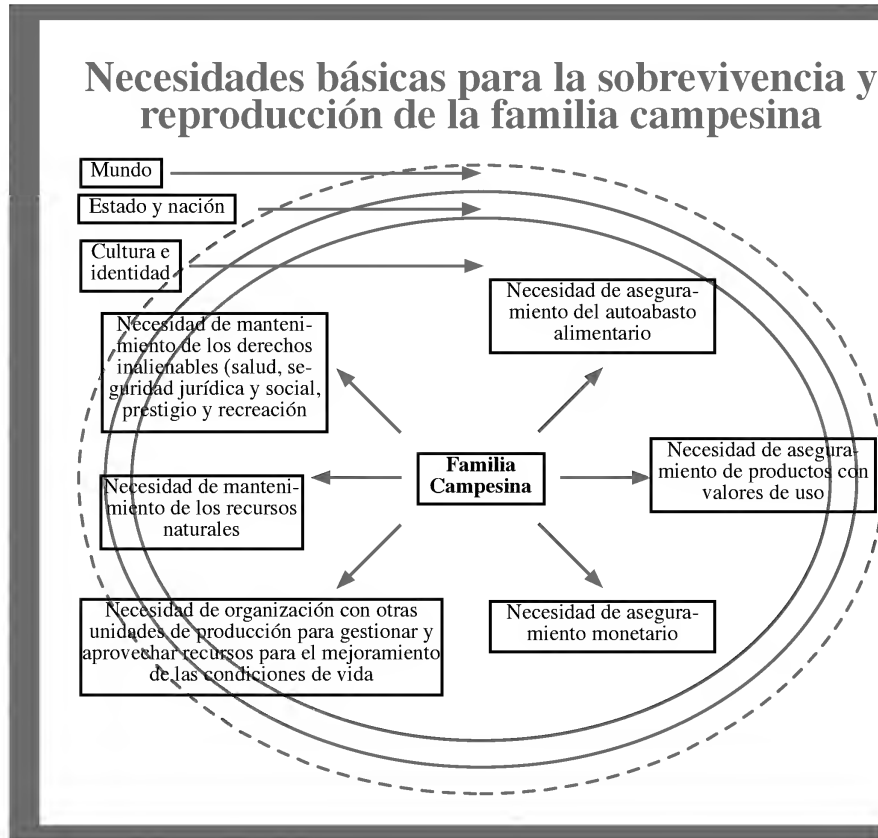 Necesidades básicas para la sobrevivencia y
reproducción de la familia campesina
Mundo
Estado y nación
Cultura e
identidad
Necesidad de asegura-
miento del autoabasto
alimentario
Necesidad de manteni-
miento de los derechos
inalienables (salud, se-
guridad jurídica y social,
prestigio y recreación
Familia
Campesina
Necesidad de asegura-
miento de productos con
valores de uso
Necesidad de manteni-
miento de los recursos
naturales
Necesidad de organización con otras
unidades de producción para gestionar y
aprovechar recursos para el mejoramiento
de las condiciones de vida
Necesidad de asegura-
miento monetario